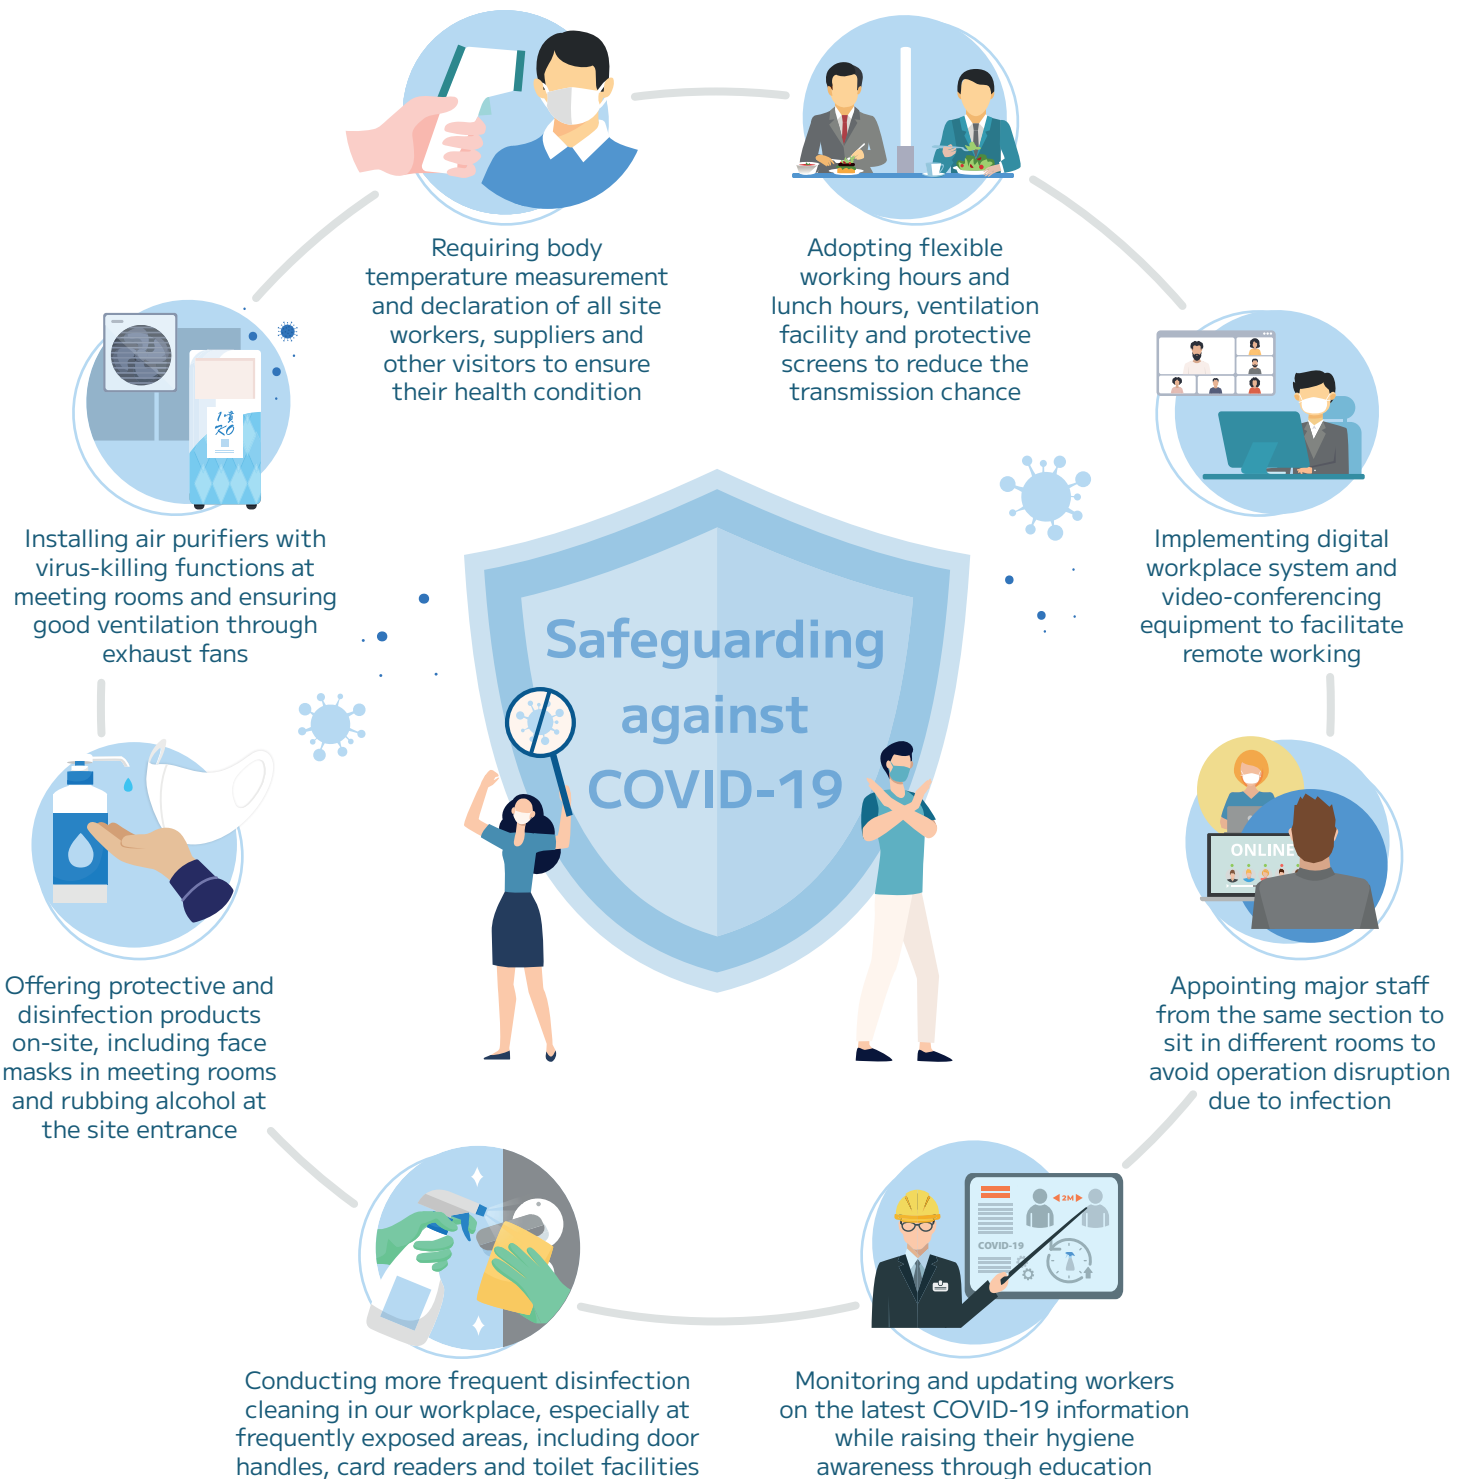 Requiring body
temperature measurement
and declaration of all site
workers, suppliers and
other visitors to ensure
their health condition
Adopting flexible
working hours and
lunch hours, ventilation
facility and protective
screens to reduce the
transmission chance
Installing air purifiers with
virus-killing functions at
meeting rooms and ensuring
good ventilation through
exhaust fans
Implementing digital
workplace system and
video-conferencing
equipment to facilitate
remote working
Safeguarding
against
COVID-19
ONLINE
Offering protective and
disinfection products
on-site, including face
masks in meeting rooms
and rubbing alcohol at
the site entrance
Appointing major staff
from the same section to
sit in different rooms to
avoid operation disruption
due to infection
2M
COVID-19
Conducting more frequent disinfection
cleaning in our workplace, especially at
frequently exposed areas, including door
handles, card readers and toilet facilities
Monitoring and updating workers
on the latest COVID-19 information
while raising their hygiene
awareness through education